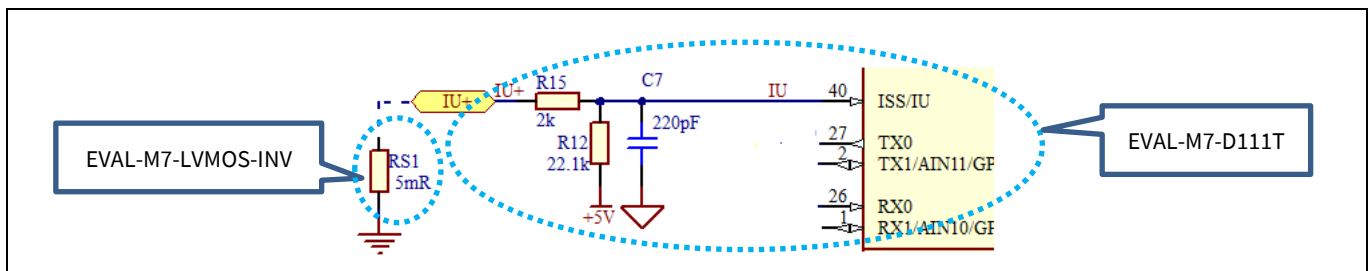 R15
C7
IU+
IU+
IU
40
ISS/IU
2k
220pF
R12
22.1k
27
TX0
2
TX1/AIN11/GP
EVAL-M7-LVMOS-INV
EVAL-M7-D111T
RS1
5mR
26
RX0
+5V
1
RX1/AIN10/GP